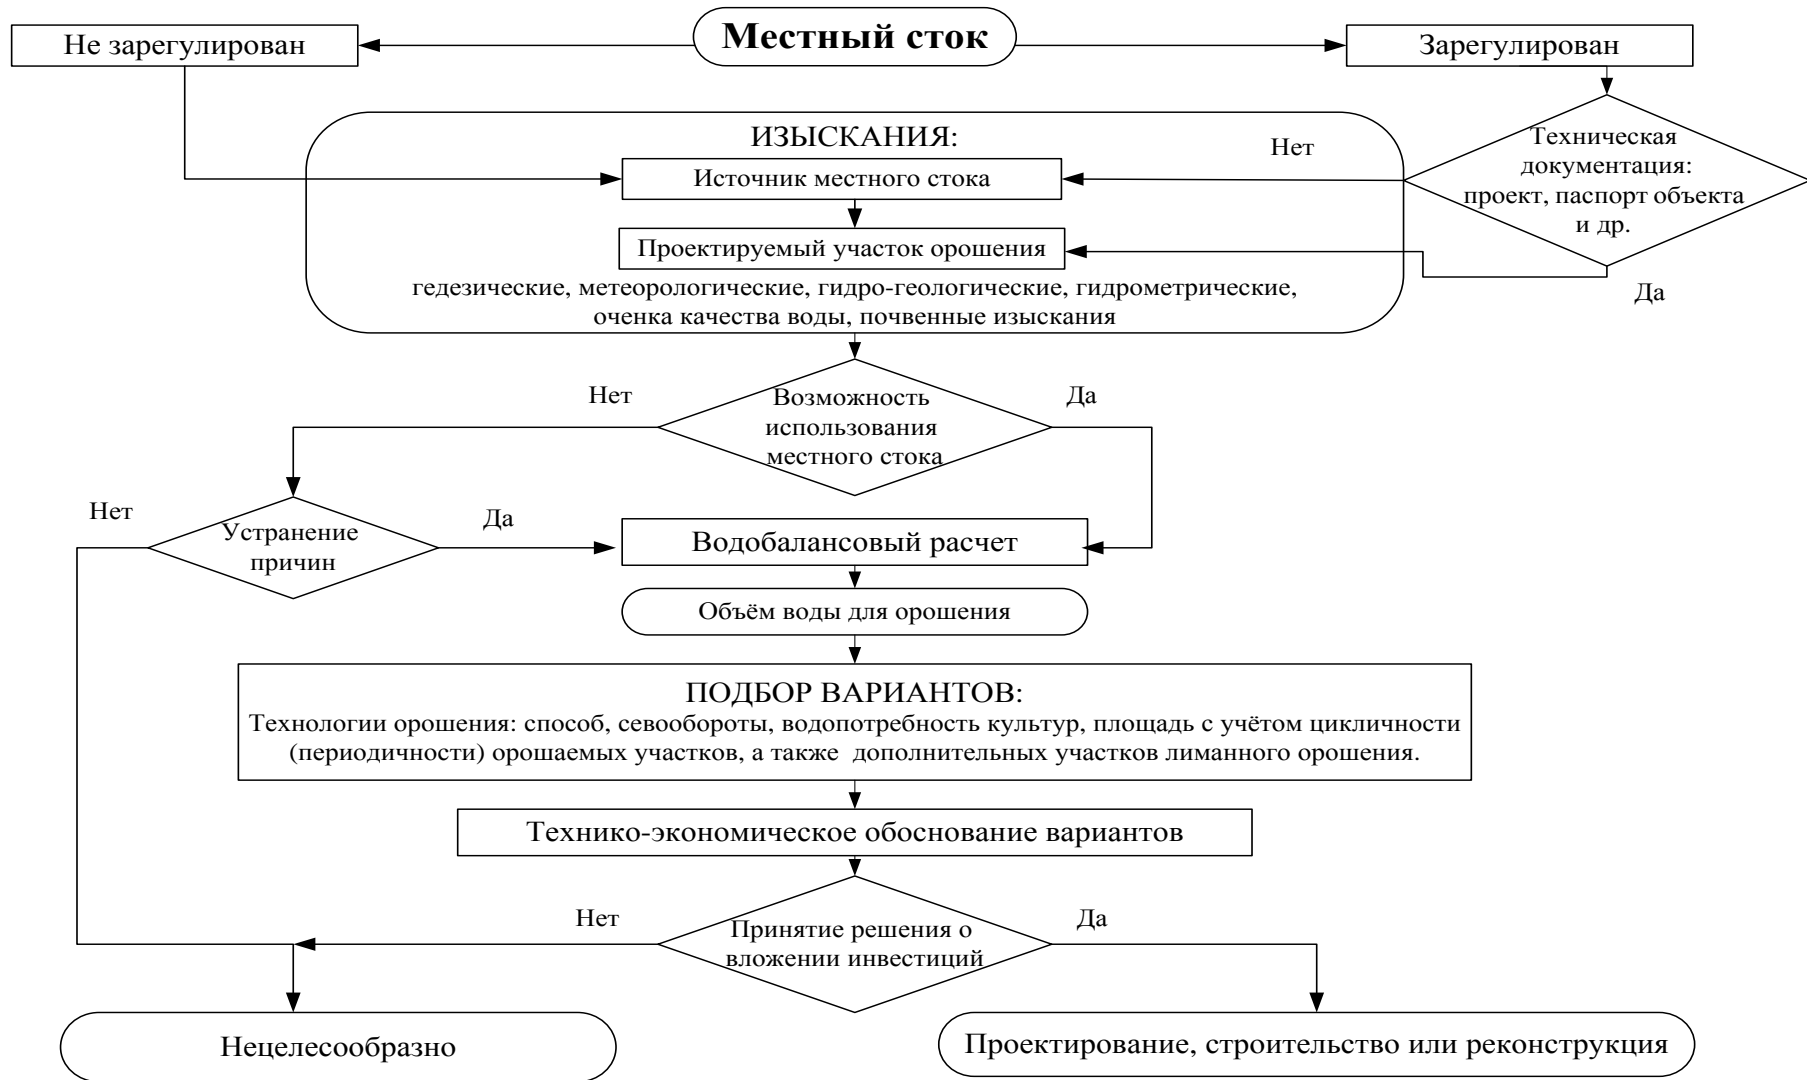 Местный сток
Не зарегулирован
Зарегулирован
ИЗЫСКАНИЯ:
Нет
Техническая
документация:
проект, паспорт объекта
и др.
Источник местного стока
Проектируемый участок орошения
Да
гедезические, метеорологические, гидро-геологические, гидрометрические,
оченка качества воды, почвенные изыскания
Нет
Да
Возможность
использования
местного стока
Нет
Да
Устранение
причин
Водобалансовый расчет
Объём воды для орошения
ПОДБОР ВАРИАНТОВ:
Технологии орошения: способ, севообороты, водопотребность культур, площадь с учётом цикличности
(периодичности) орошаемых участков, а также дополнительных участков лиманного орошения.
Технико-экономическое обоснование вариантов
Нет
Да
Принятие решения о
вложении инвестиций
Нецелесообразно
Проектирование, строительство или реконструкция